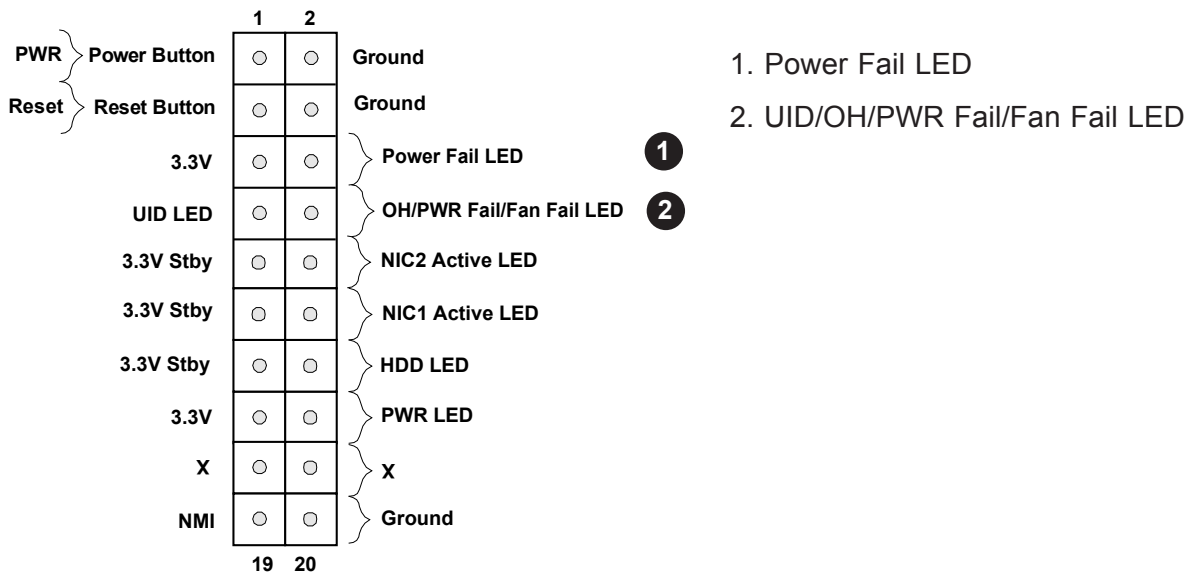 1 2
PWR Power Button Ground
Reset Reset Button Ground
3.3V Power Fail LED 1
UID LED OH/PWR Fail/Fan Fail LED 2
3.3V Stby NIC2 Active LED
3.3V Stby NIC1 Active LED
3.3V Stby HDD LED
3.3V PWR LED
X X
NMI Ground
19 20
1. Power Fail LED
2. UID/OH/PWR Fail/Fan Fail LED